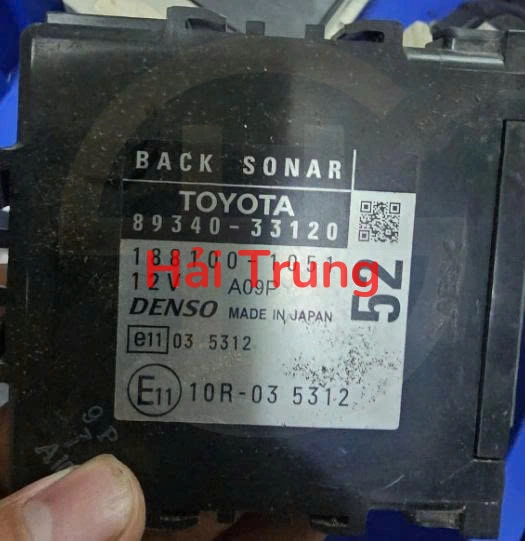 BACK SONAR
TOYOTA
89340-33120
188100-1051
Hải Trung
12V A09P
52
DENSO MADE IN JAPAN
e11 03 5312
E11 10R-03 5312